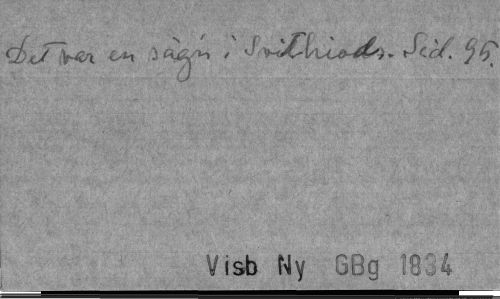 Det var en sägn i Svithiods. Sid. 95.
Visb Ny GBg 1834